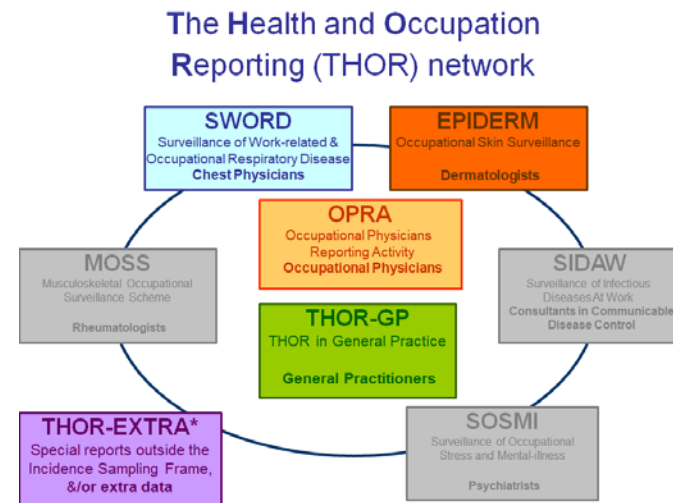 The Health and Occupation
Reporting (THOR) network
SWORD
Surveillance of Work-related &
Occupational Respiratory Disease
Chest Physicians
EPIDERM
Occupational Skin Surveillance
Dermatologists
OPRA
Occupational Physicians
Reporting Activity
Occupational Physicians
MOSS
Musculoskeletal Occupational
Surveillance Scheme
Rheumatologists
SIDAW
Surveillance of Infectious
Diseases At Work
Consultants in Communicable
Disease Control
THOR-GP
THOR in General Practice
General Practitioners
THOR-EXTRA*
Special reports outside the
Incidence Sampling Frame,
&/or extra data
SOSMI
Surveillance of Occupational
Stress and Mental-illness
Psychiatrists